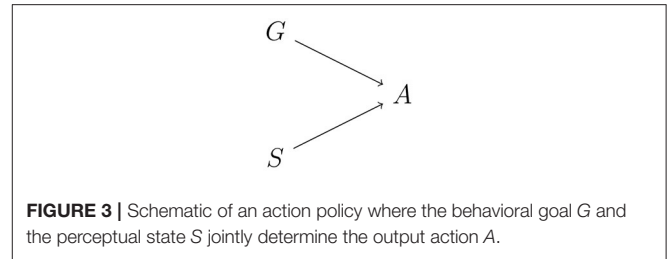 G
A
S
FIGURE 3 | Schematic of an action policy where the behavioral goal G and
the perceptual state S jointly determine the output action A.